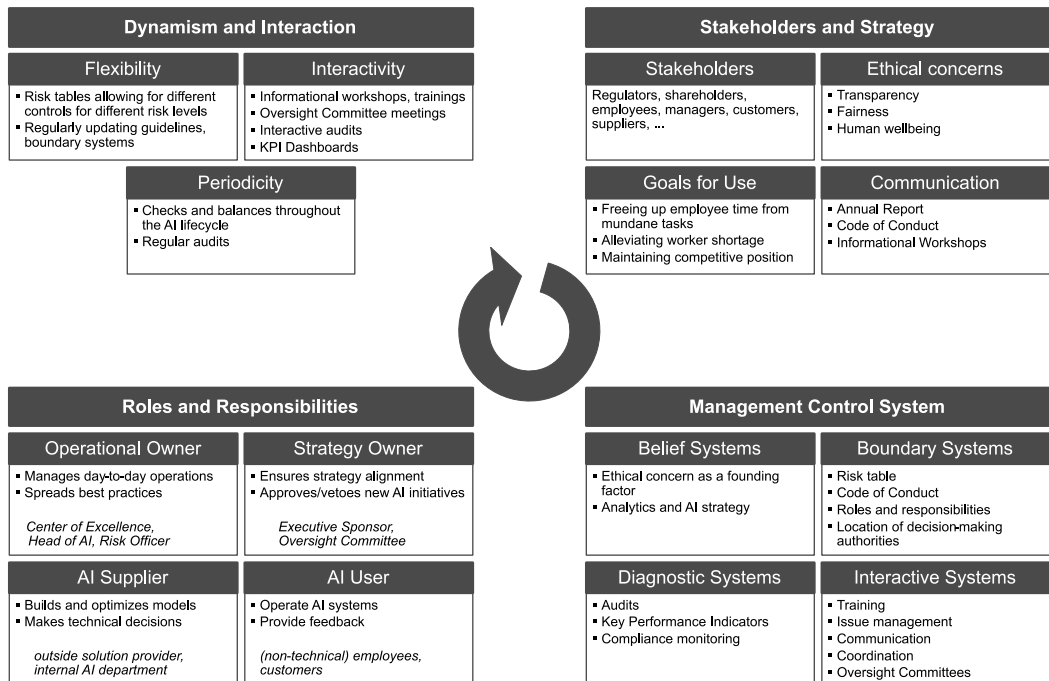 Dynamism and Interaction
Flexibility
▪ Risk tables allowing for different
controls for different risk levels
▪ Regularly updating guidelines,
boundary systems
Interactivity
▪ Informational workshops, trainings
▪ Oversight Committee meetings
▪ Interactive audits
▪ KPI Dashboards
Periodicity
▪ Checks and balances throughout
the AI lifecycle
▪ Regular audits
Stakeholders and Strategy
Stakeholders
Regulators, shareholders,
employees, managers, customers,
suppliers, ...
Ethical concerns
▪ Transparency
▪ Fairness
▪ Human wellbeing
Goals for Use
▪ Freeing up employee time from
mundane tasks
▪ Alleviating worker shortage
▪ Maintaining competitive position
Communication
▪ Annual Report
▪ Code of Conduct
▪ Informational Workshops
Roles and Responsibilities
Operational Owner
▪ Manages day-to-day operations
▪ Spreads best practices
Center of Excellence,
Head of AI, Risk Officer
Strategy Owner
▪ Ensures strategy alignment
▪ Approves/vetoes new AI initiatives
Executive Sponsor,
Oversight Committee
AI Supplier
▪ Builds and optimizes models
▪ Makes technical decisions
outside solution provider,
internal AI department
AI User
▪ Operate AI systems
▪ Provide feedback
(non-technical) employees,
customers
Management Control System
Belief Systems
▪ Ethical concern as a founding
factor
▪ Analytics and AI strategy
Boundary Systems
▪ Risk table
▪ Code of Conduct
▪ Roles and responsibilities
▪ Location of decision-making
authorities
Diagnostic Systems
▪ Audits
▪ Key Performance Indicators
▪ Compliance monitoring
Interactive Systems
▪ Training
▪ Issue management
▪ Communication
▪ Coordination
▪ Oversight Committees